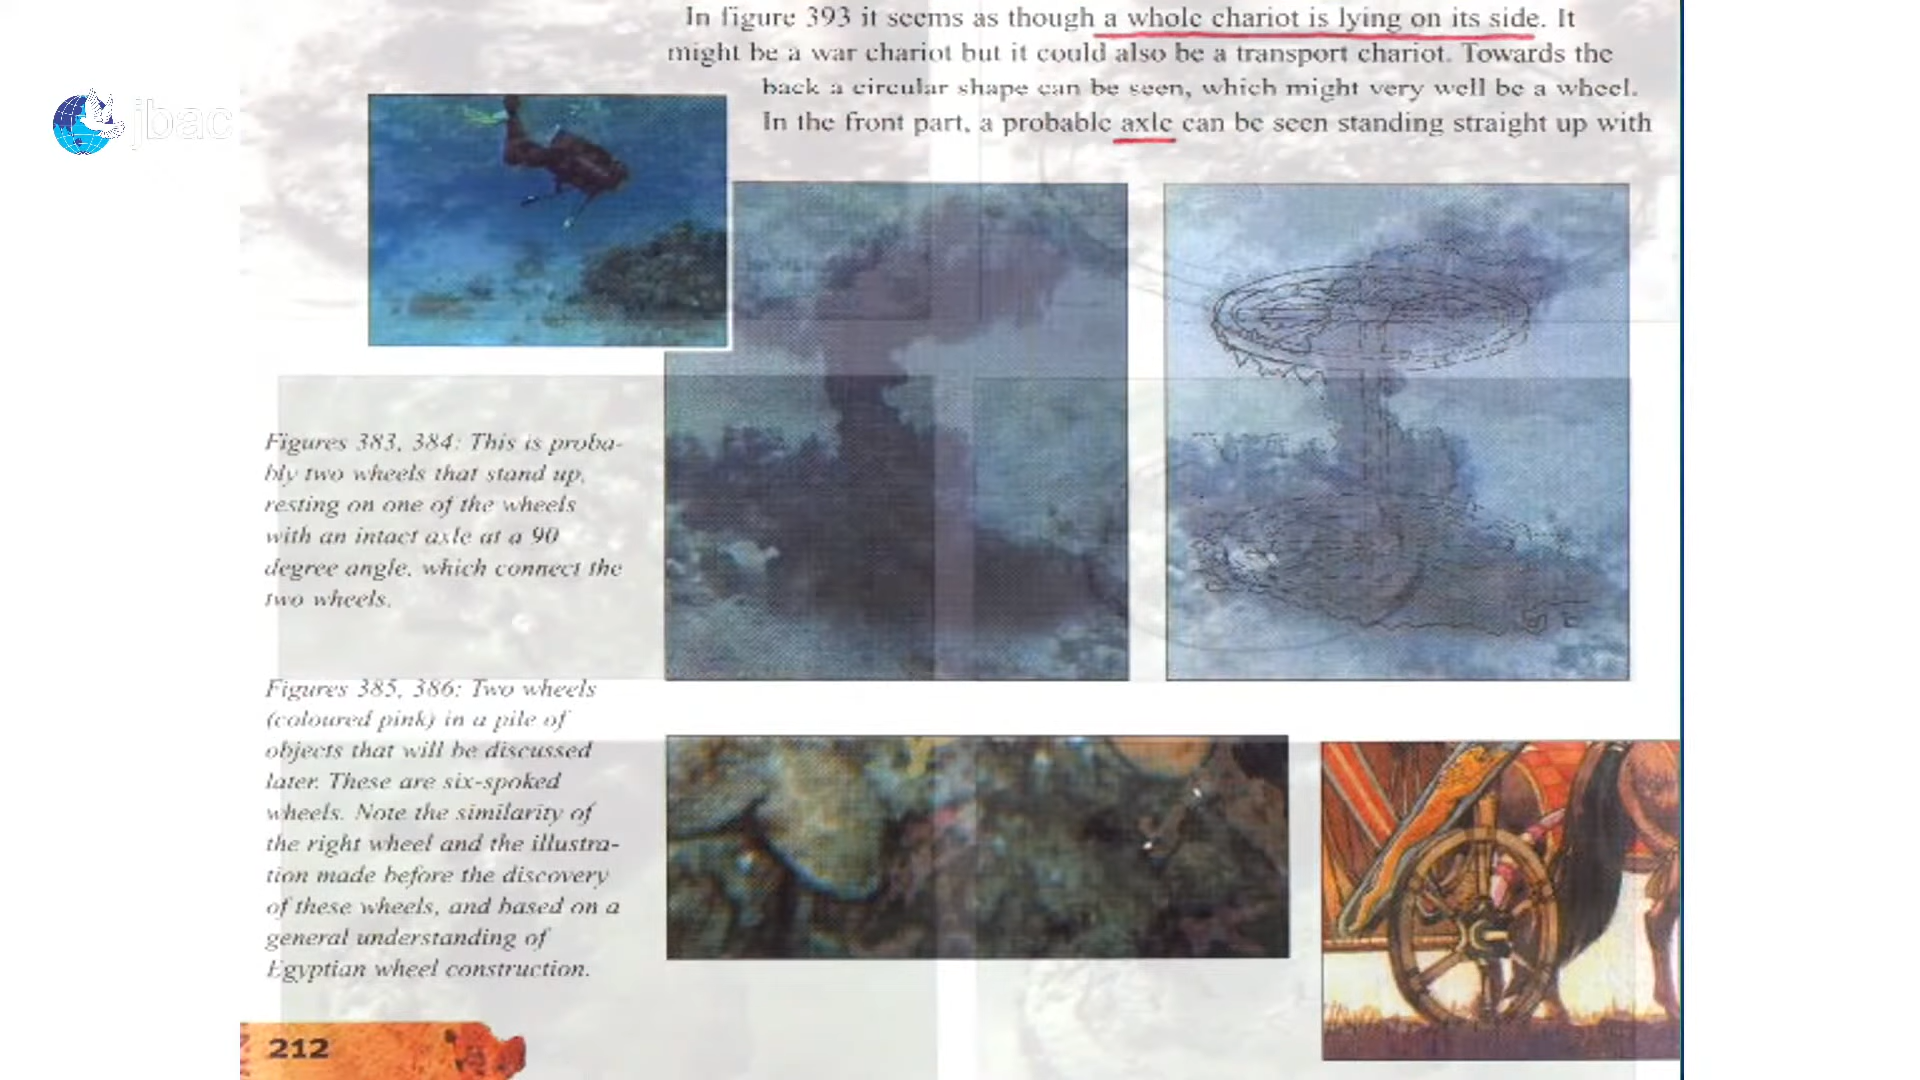 In figure 393 it seems as though a whole chariot is lying on its side. It
might be a war chariot but it could also be a transport chariot. Towards the
back a circular shape can be seen, which might very well be a wheel.
In the front part, a probable axle can be seen standing straight up with
jbac
Figures 383, 384: This is proba-
bly two wheels that stand up,
resting on one of the wheels
with an intact axle at a 90
degree angle, which connect the
two wheels.
Figures 385, 386: Two wheels
(coloured pink) in a pile of
objects that will be discussed
later. These are six-spoked
wheels. Note the similarity of
the right wheel and the illustra-
tion made before the discovery
of these wheels, and based on a
general understanding of
Egyptian wheel construction.
212